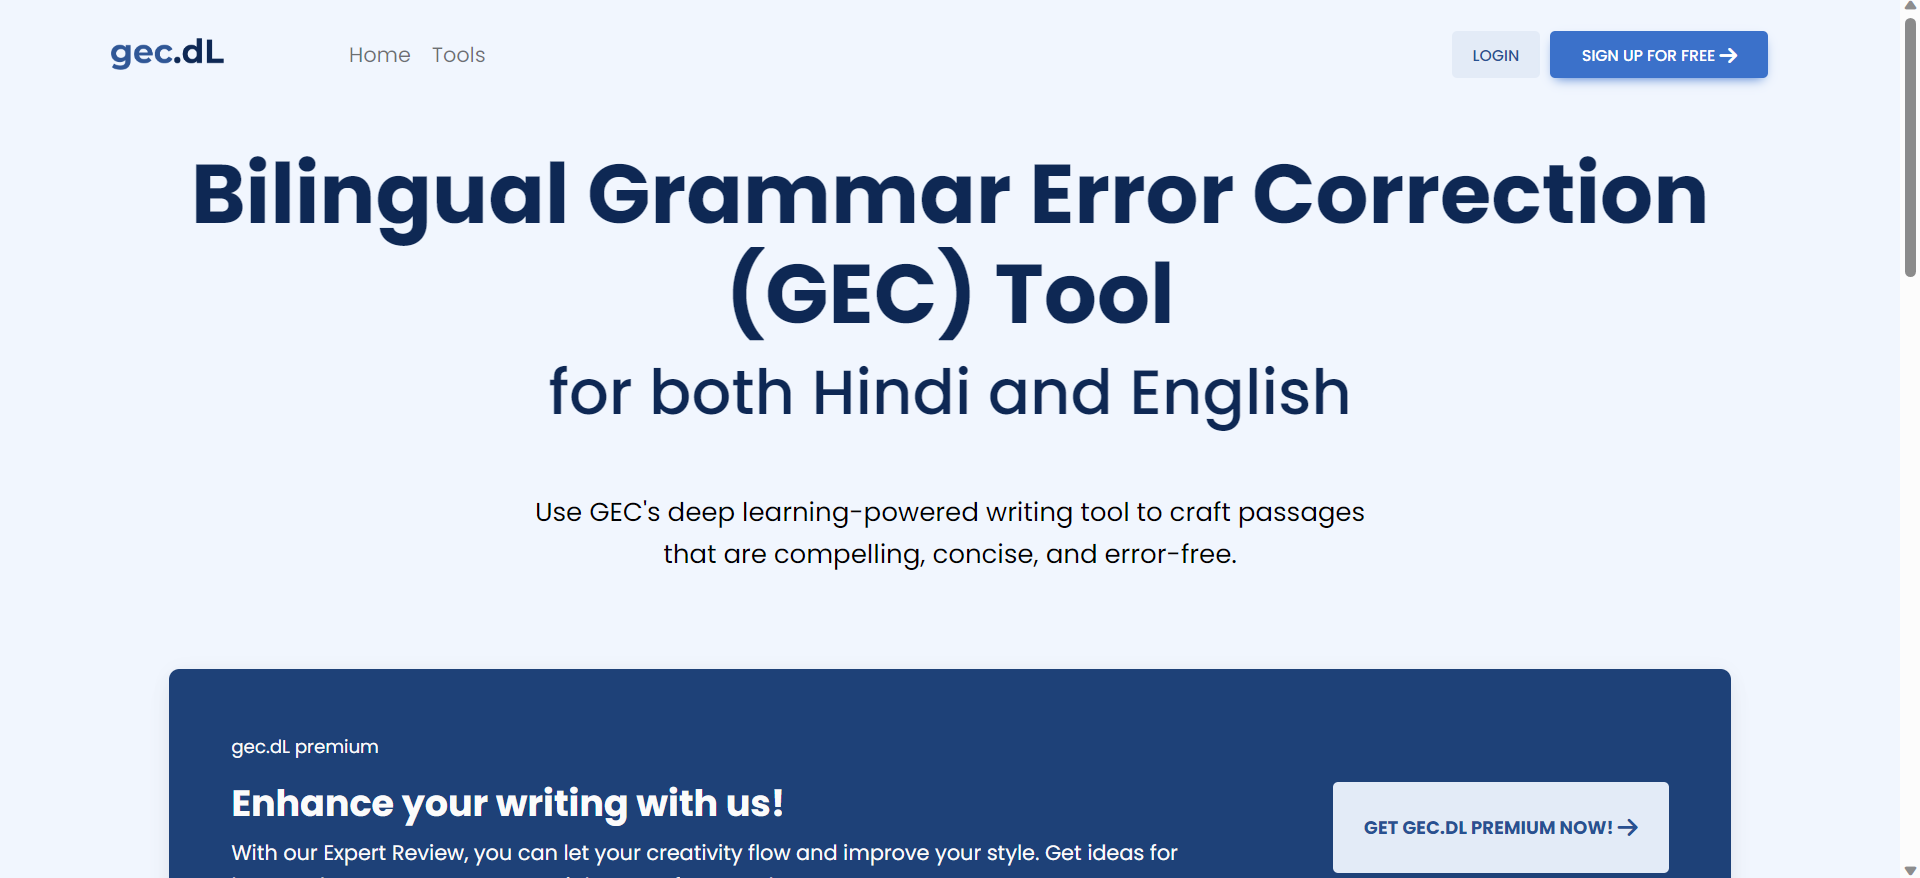 gec.dL
Home Tools
LOGIN
SIGN UP FOR FREE
Bilingual Grammar Error Correction
(GEC) Tool
for both Hindi and English
Use GEC's deep learning-powered writing tool to craft passages
that are compelling, concise, and error-free.
gec.dL premium
Enhance your writing with us!
GET GEC.DL PREMIUM NOW!
With our Expert Review, you can let your creativity flow and improve your style. Get ideas for